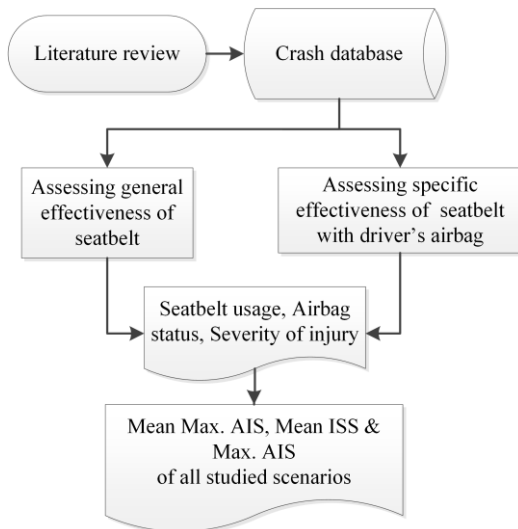 Literature review
Crash database
Assessing general
effectiveness of
seatbelt
Assessing specific
effectiveness of seatbelt
with driver's airbag
Seatbelt usage, Airbag
status, Severity of injury
Mean Max. AIS, Mean ISS &
Max. AIS
of all studied scenarios